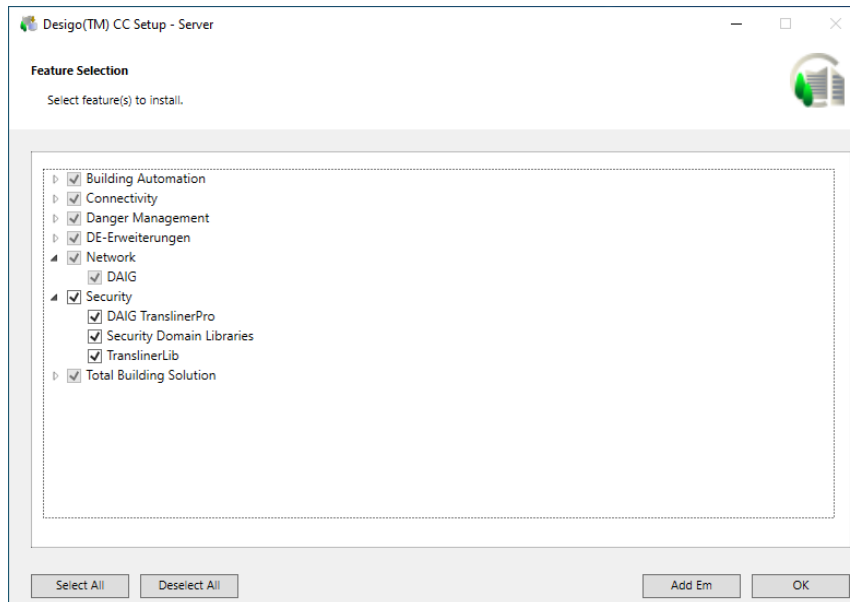 Desigo(TM) CC Setup - Server
Feature Selection
Select feature(s) to install.
Building Automation
Connectivity
Danger Management
DE-Erweiterungen
Network
DAIG
Security
DAIG TranslinerPro
Security Domain Libraries
TranslinerLib
Total Building Solution
Select All
Deselect All
Add Em
OK